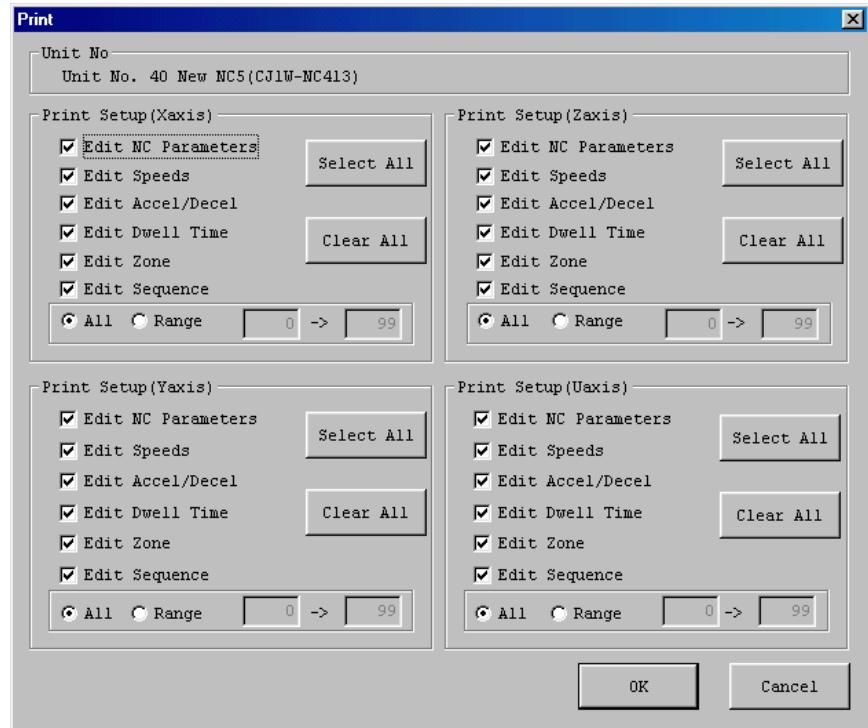 Print
Unit No
Unit No. 40 New NC5(CJ1W-NC413)
Print Setup(Xaxis)
Edit NC Parameters
Edit Speeds
Edit Accel/Decel
Edit Dwell Time
Edit Zone
Edit Sequence
Select All
Clear All
All Range 0 -> 99
Print Setup(Zaxis)
Edit NC Parameters
Edit Speeds
Edit Accel/Decel
Edit Dwell Time
Edit Zone
Edit Sequence
Select All
Clear All
All Range 0 -> 99
Print Setup(Yaxis)
Edit NC Parameters
Edit Speeds
Edit Accel/Decel
Edit Dwell Time
Edit Zone
Edit Sequence
Select All
Clear All
All Range 0 -> 99
Print Setup(Uaxis)
Edit NC Parameters
Edit Speeds
Edit Accel/Decel
Edit Dwell Time
Edit Zone
Edit Sequence
Select All
Clear All
All Range 0 -> 99
OK
Cancel